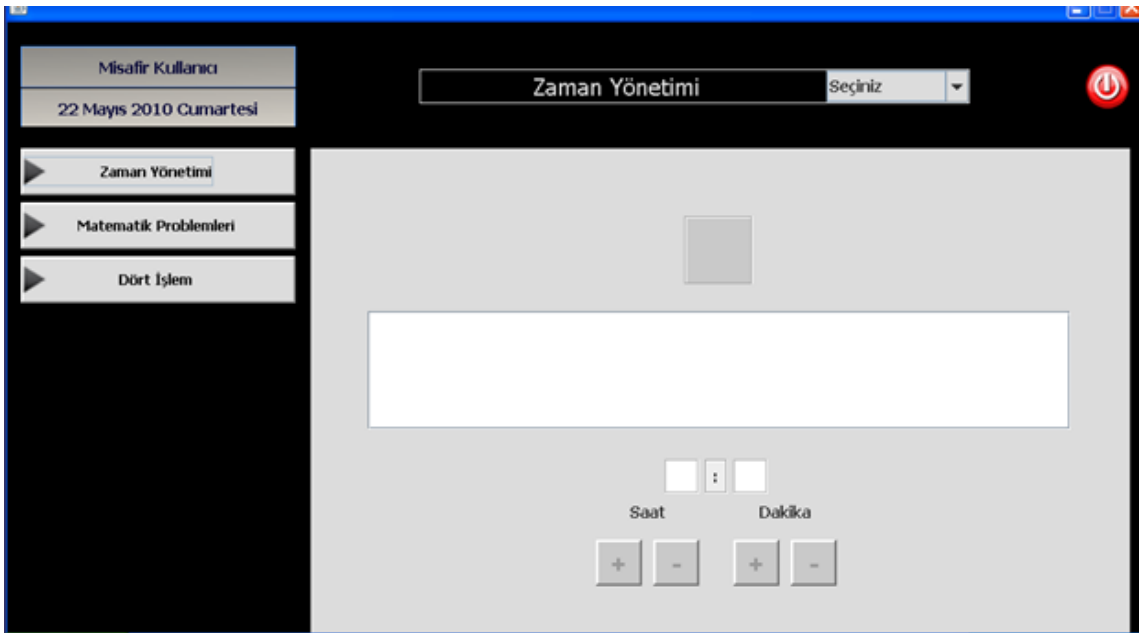 Misafir Kullanıcı
22 Mayıs 2010 Cumartesi
Zaman Yönetimi
Seçiniz
Zaman Yönetimi
Matematik Problemleri
Dört İşlem
:
Saat
Dakika
+ - + -